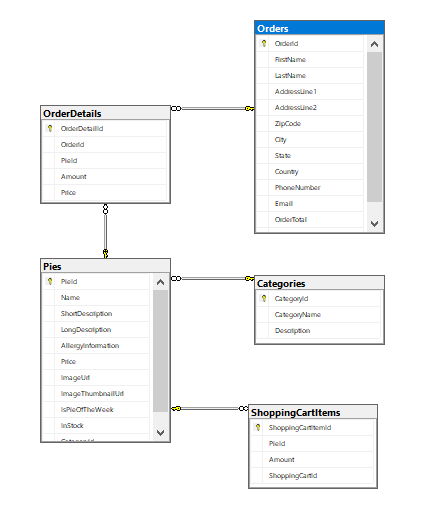 Orders
OrderId
FirstName
LastName
AddressLine1
AddressLine2
ZipCode
City
State
Country
PhoneNumber
Email
OrderTotal
OrderDetails
OrderDetailId
OrderId
PieId
Amount
Price
Pies
PieId
Name
ShortDescription
LongDescription
AllergyInformation
Price
ImageUrl
ImageThumbnailUrl
IsPieOfTheWeek
InStock
CategoryId
Categories
CategoryId
CategoryName
Description
ShoppingCartItems
ShoppingCartItemId
PieId
Amount
ShoppingCartId